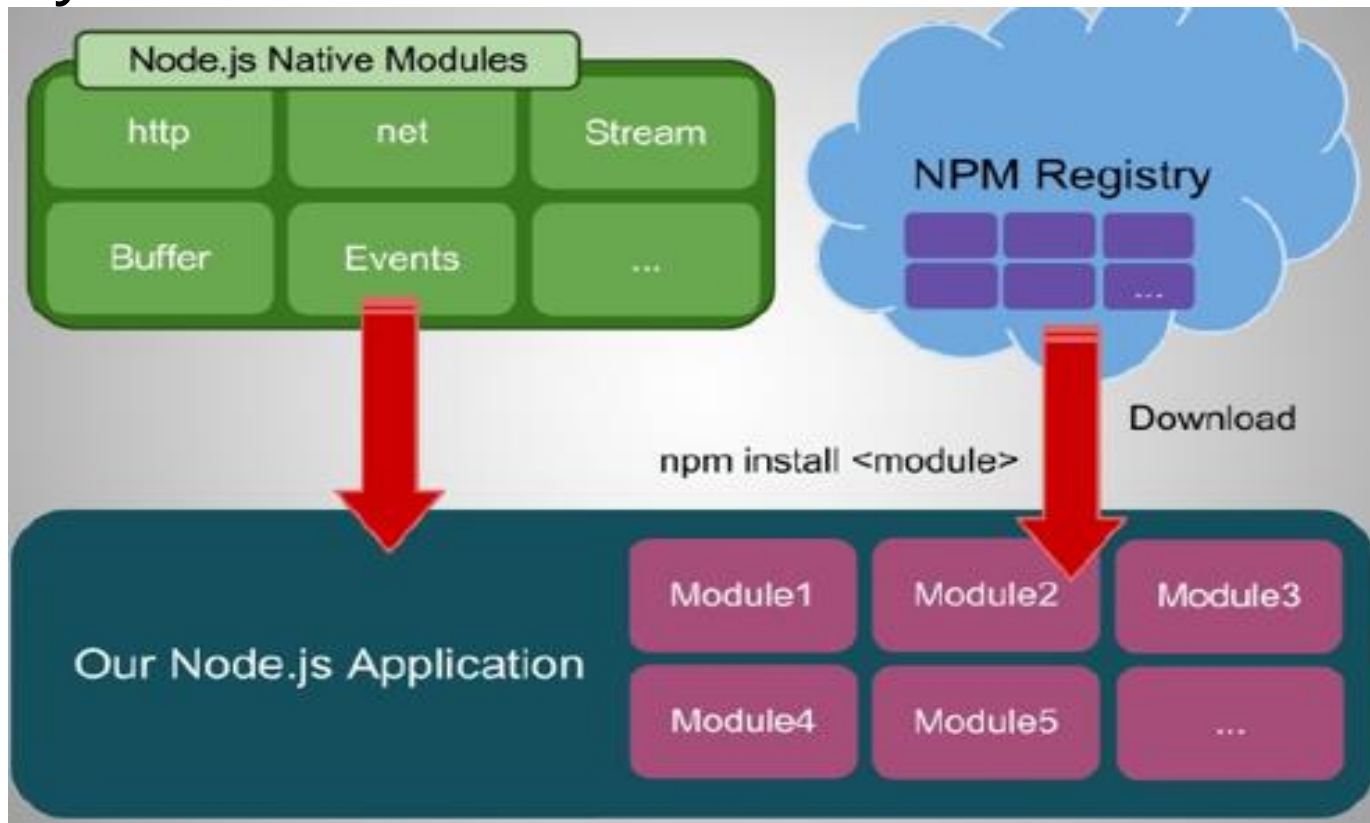 Node.js Native Modules
http net Stream
Buffer Events ...
NPM Registry
...
Download
npm install <module>
Module1 Module2 Module3
Our Node.js Application
Module4 Module5 ...